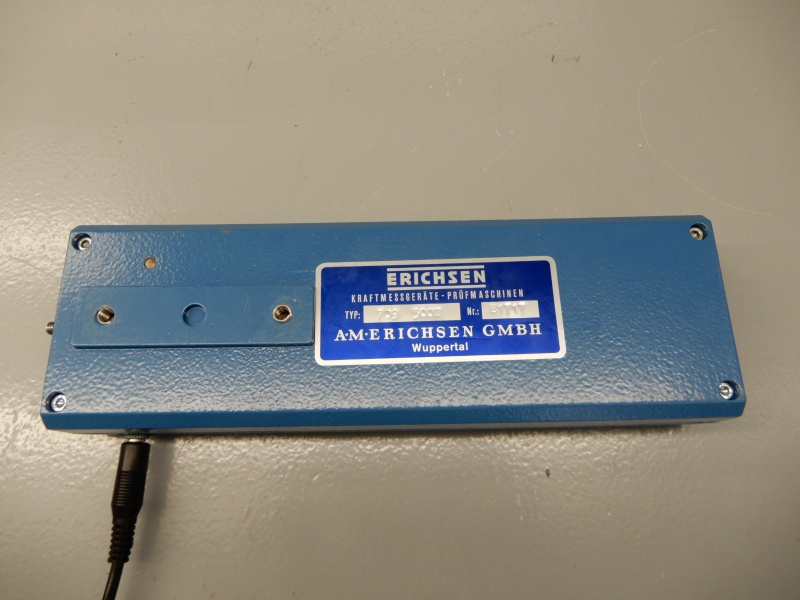 ERICHSEN
KRAFTMESSGERÄTE · PRÜFMASCHINEN
TYP: Nr.:
A·M·ERICHSEN GMBH
Wuppertal